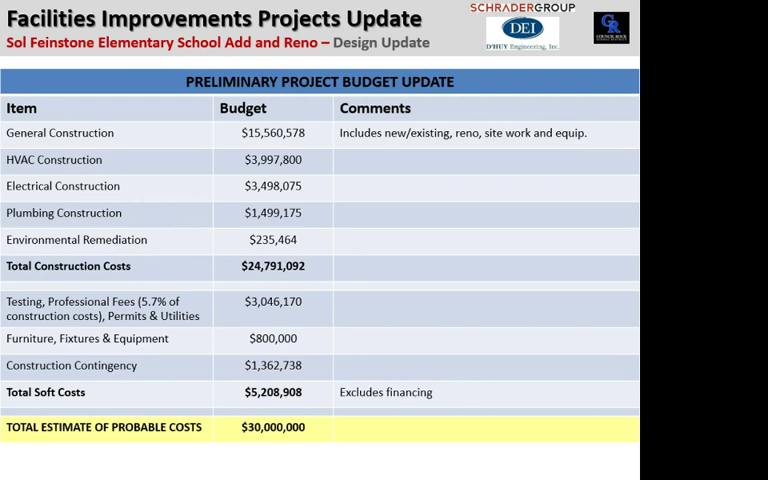 Facilities Improvements Projects Update
Sol Feinstone Elementary School Add and Reno – Design Update
SCHRADERGROUP
DEI
D'HUY Engineering, Inc.
CR
COUNCIL ROCK
PRELIMINARY PROJECT BUDGET UPDATE
Item Budget Comments
General Construction $15,560,578 Includes new/existing, reno, site work and equip.
HVAC Construction $3,997,800
Electrical Construction $3,498,075
Plumbing Construction $1,499,175
Environmental Remediation $235,464
Total Construction Costs $24,791,092
Testing, Professional Fees (5.7% of $3,046,170
construction costs), Permits & Utilities
Furniture, Fixtures & Equipment $800,000
Construction Contingency $1,362,738
Total Soft Costs $5,208,908 Excludes financing
TOTAL ESTIMATE OF PROBABLE COSTS $30,000,000